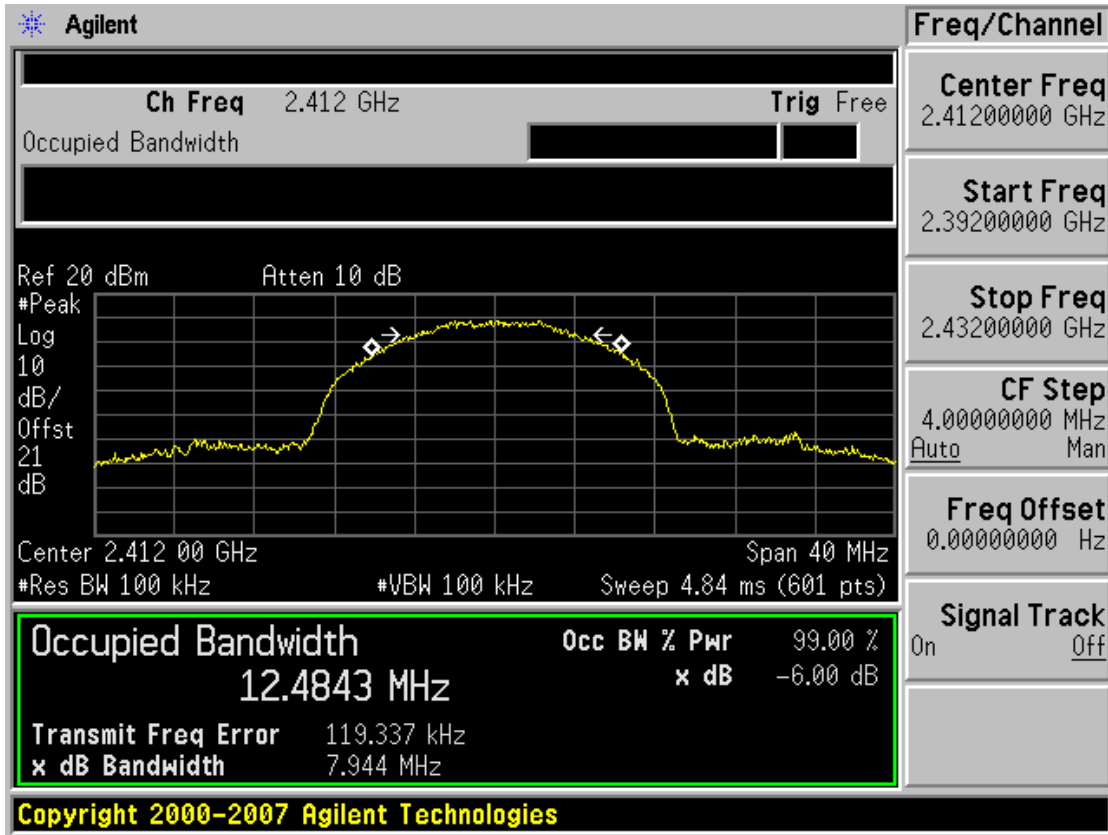 Agilent
Freq/Channel
Ch Freq 2.412 GHz Trig Free
Occupied Bandwidth
Center Freq
2.41200000 GHz
Start Freq
2.39200000 GHz
Stop Freq
2.43200000 GHz
CF Step
4.00000000 MHz
Auto Man
Freq Offset
0.00000000 Hz
Signal Track
On Off
Ref 20 dBm Atten 10 dB
#Peak
Log
10
dB/
Offst
21
dB
Center 2.412 00 GHz Span 40 MHz
#Res BW 100 kHz #VBW 100 kHz Sweep 4.84 ms (601 pts)
Occupied Bandwidth Occ BW % Pwr 99.00 %
12.4843 MHz x dB -6.00 dB
Transmit Freq Error 119.337 kHz
x dB Bandwidth 7.944 MHz
Copyright 2000-2007 Agilent Technologies